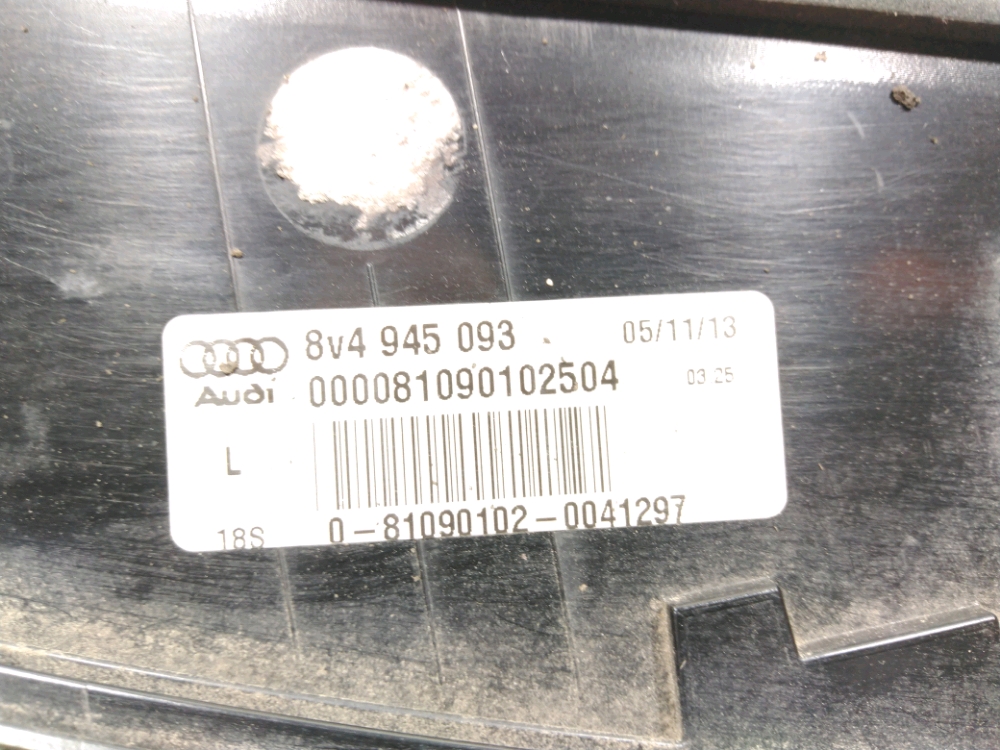 8v4 945 093 05/11/13
Audi 000081090102504 03 25
L
18S 0-81090102-0041297